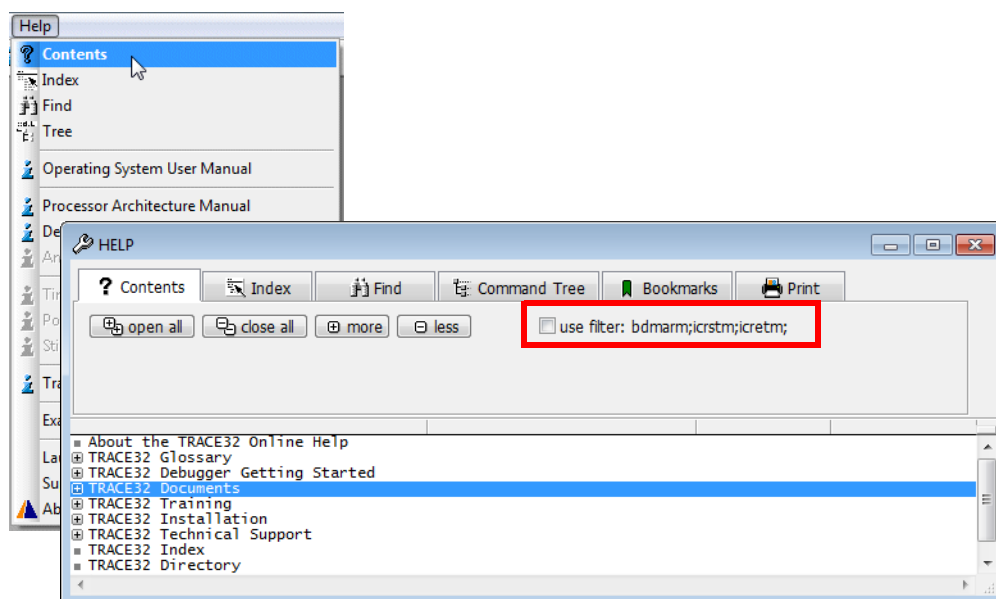 Help
Contents
Index
Find
Tree
Operating System User Manual
Processor Architecture Manual
HELP
Contents Index Find Command Tree Bookmarks Print
open all close all more less use filter: bdmarm;icrstm;icretm;
About the TRACE32 Online Help
TRACE32 Glossary
TRACE32 Debugger Getting Started
TRACE32 Documents
TRACE32 Training
TRACE32 Installation
TRACE32 Technical Support
TRACE32 Index
TRACE32 Directory